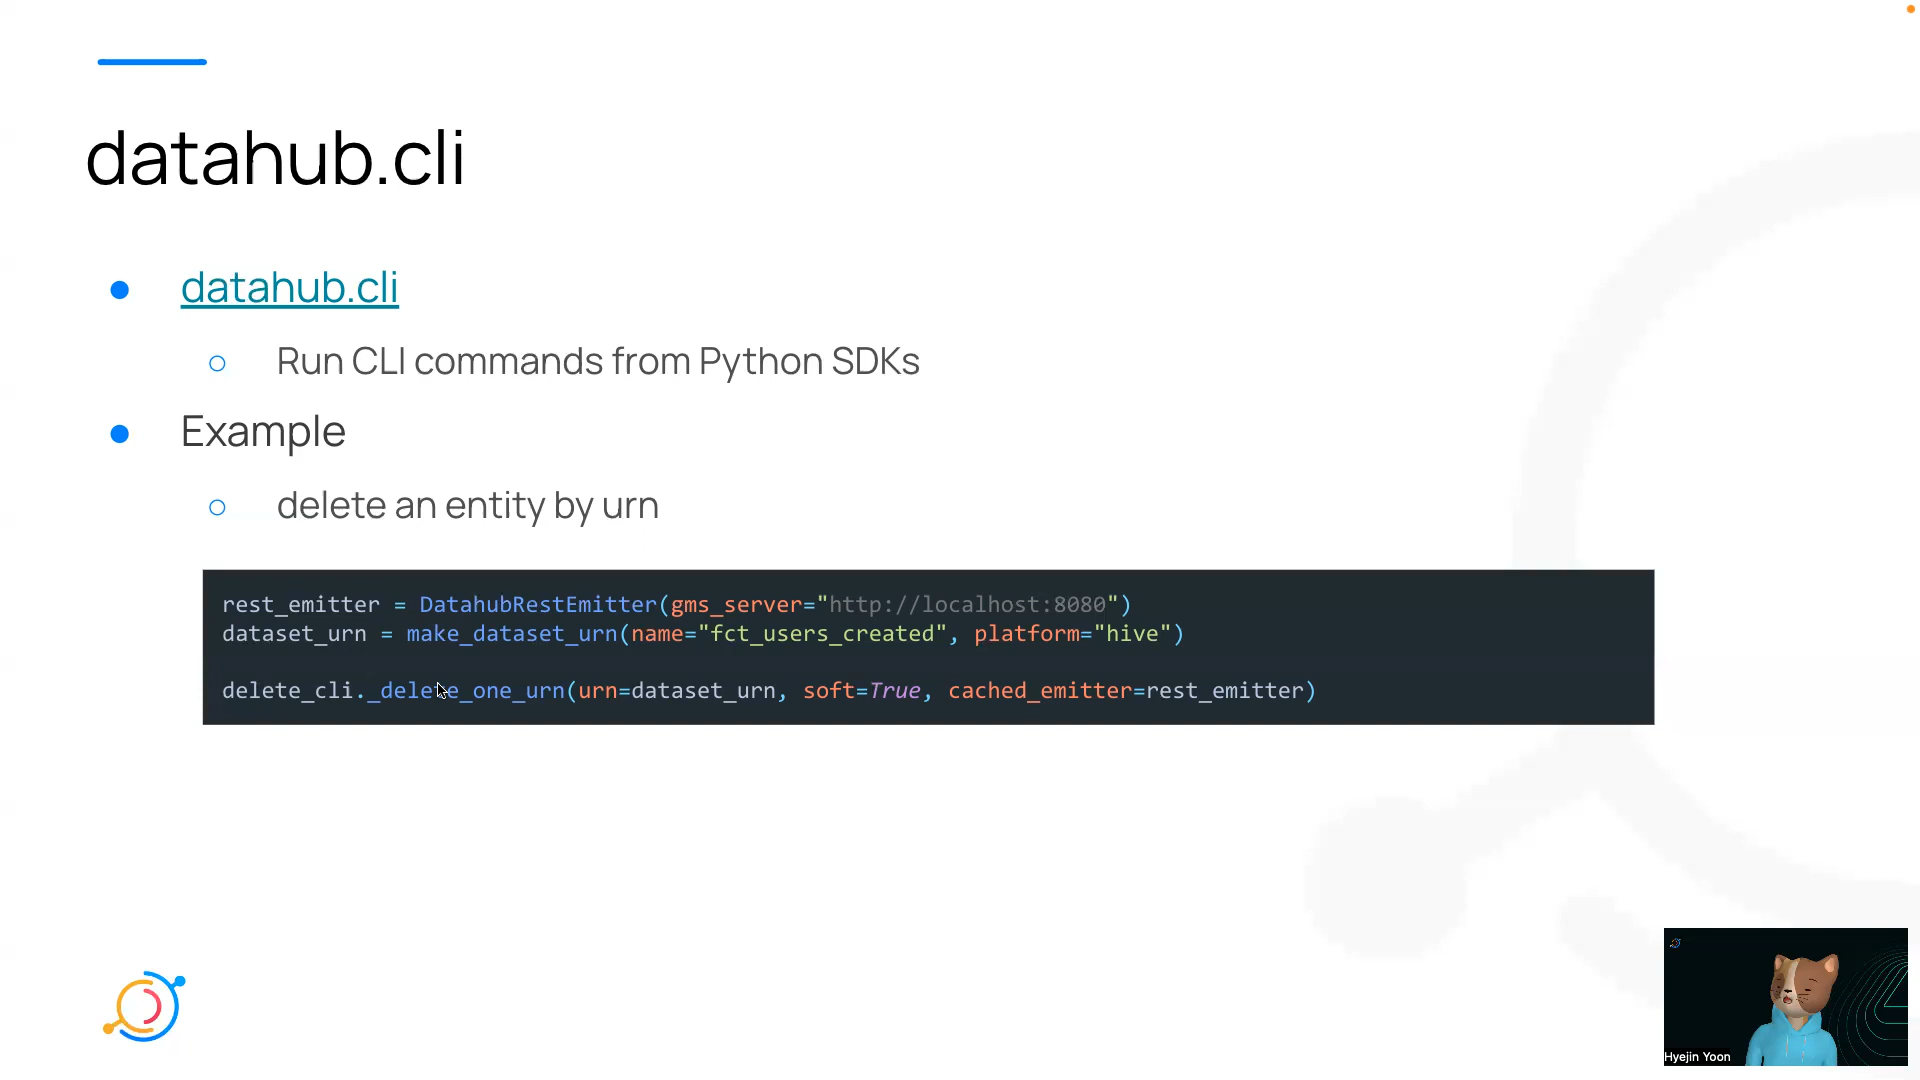 datahub.cli
datahub.cli
Run CLI commands from Python SDKs
Example
delete an entity by urn
rest_emitter = DatahubRestEmitter(gms_server="http://localhost:8080")
dataset_urn = make_dataset_urn(name="fct_users_created", platform="hive")
delete_cli._delete_one_urn(urn=dataset_urn, soft=True, cached_emitter=rest_emitter)
Hyejin Yoon